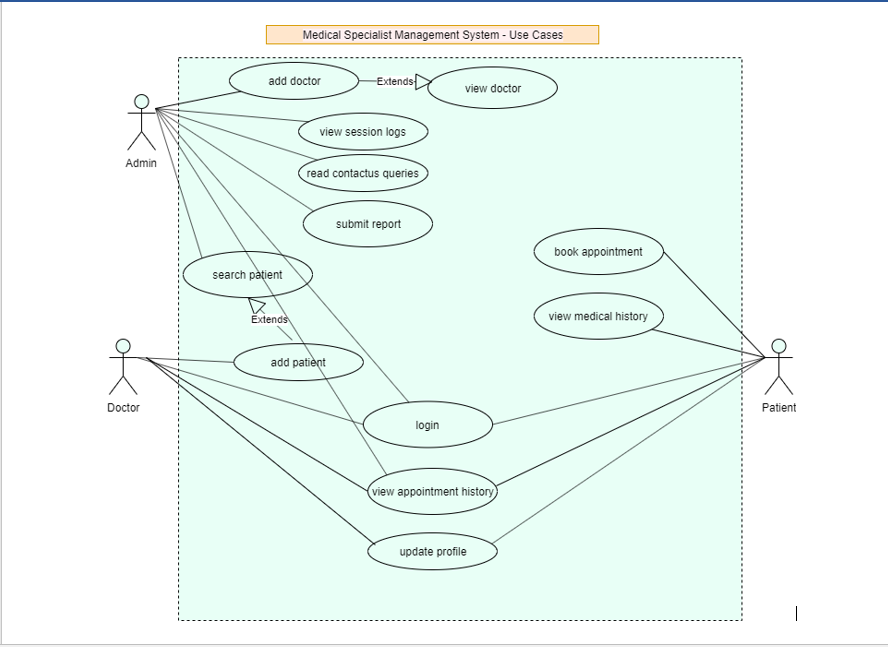 Medical Specialist Management System - Use Cases
add doctor
Extends
view doctor
Admin
view session logs
read contactus queries
submit report
book appointment
search patient
view medical history
Extends
add patient
Doctor
Patient
login
view appointment history
update profile